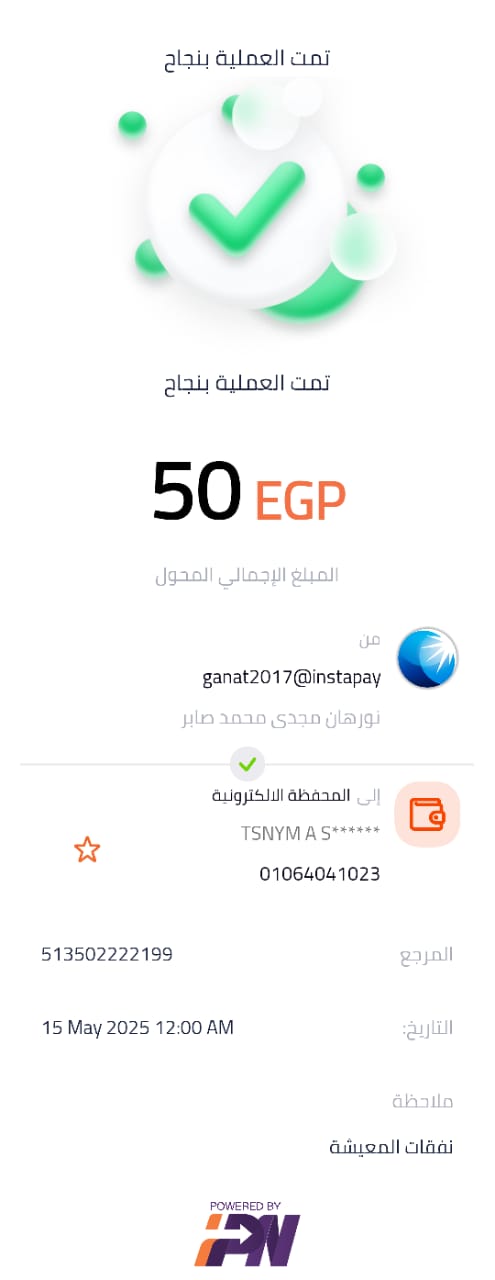 تمت العملية بنجاح
تمت العملية بنجاح
50 EGP
المبلغ الإجمالي المحول
من
ganat2017@instapay
نورهان مجدى محمد صابر
إلى المحفظة الالكترونية
TSNYM A S******
01064041023
المرجع 513502222199
التاريخ: 15 May 2025 12:00 AM
ملاحظة
نفقات المعيشة
POWERED BY
IPN